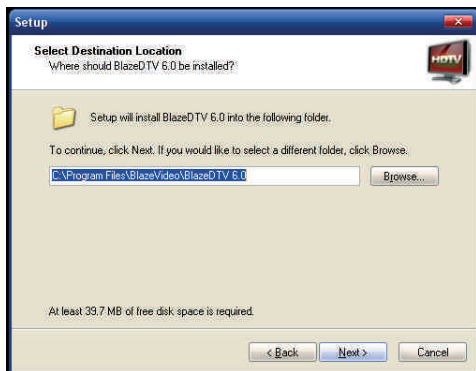 Setup
Select Destination Location
Where should BlazeDTV 6.0 be installed?
HDTV
Setup will install BlazeDTV 6.0 into the following folder.
To continue, click Next. If you would like to select a different folder, click Browse.
C:\Program Files\BlazeVideo\BlazeDTV 6.0
Browse...
At least 39.7 MB of free disk space is required.
< Back
Next >
Cancel